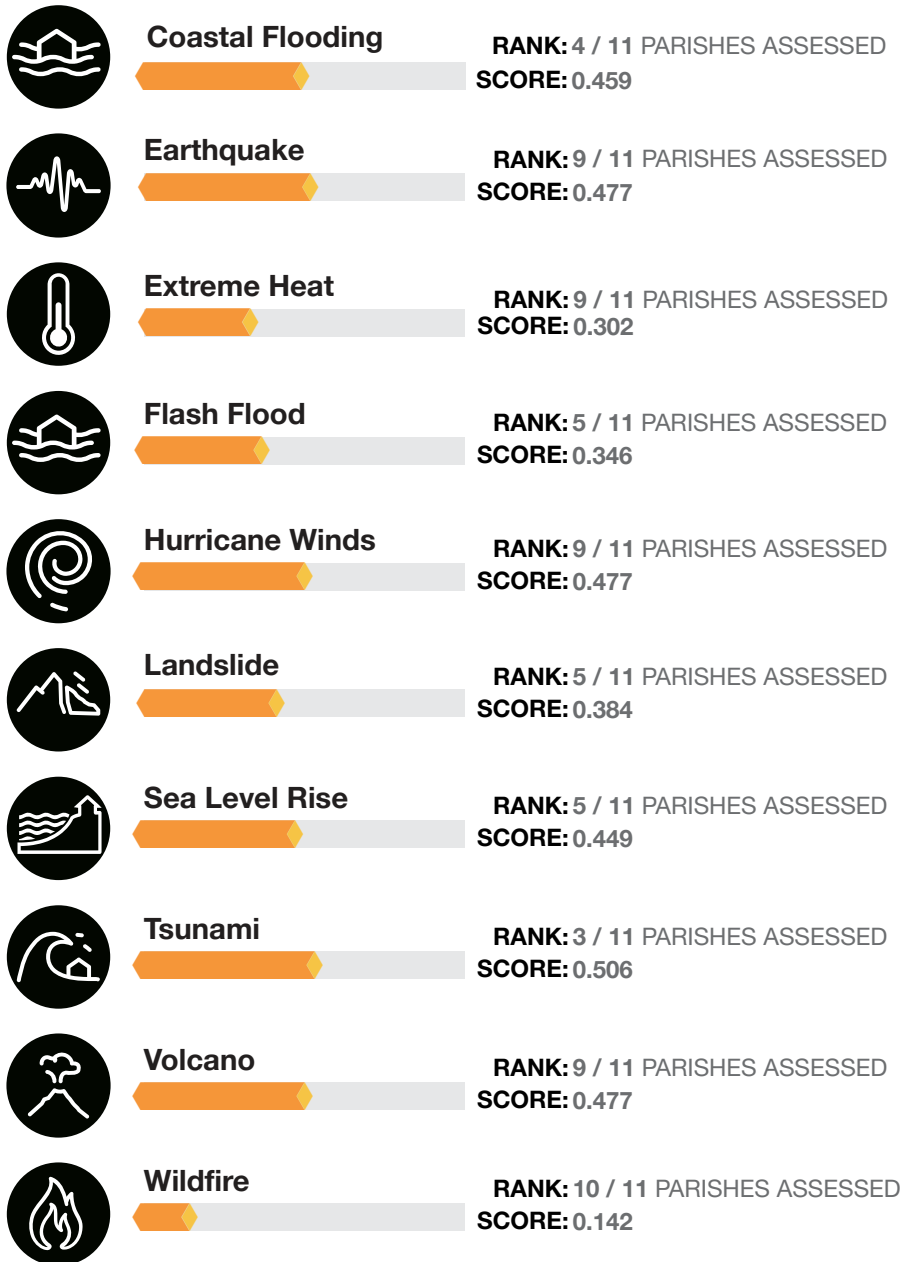 Coastal Flooding
RANK: 4 / 11 PARISHES ASSESSED
SCORE: 0.459
Earthquake
RANK: 9 / 11 PARISHES ASSESSED
SCORE: 0.477
Extreme Heat
RANK: 9 / 11 PARISHES ASSESSED
SCORE: 0.302
Flash Flood
RANK: 5 / 11 PARISHES ASSESSED
SCORE: 0.346
Hurricane Winds
RANK: 9 / 11 PARISHES ASSESSED
SCORE: 0.477
Landslide
RANK: 5 / 11 PARISHES ASSESSED
SCORE: 0.384
Sea Level Rise
RANK: 5 / 11 PARISHES ASSESSED
SCORE: 0.449
Tsunami
RANK: 3 / 11 PARISHES ASSESSED
SCORE: 0.506
Volcano
RANK: 9 / 11 PARISHES ASSESSED
SCORE: 0.477
Wildfire
RANK: 10 / 11 PARISHES ASSESSED
SCORE: 0.142